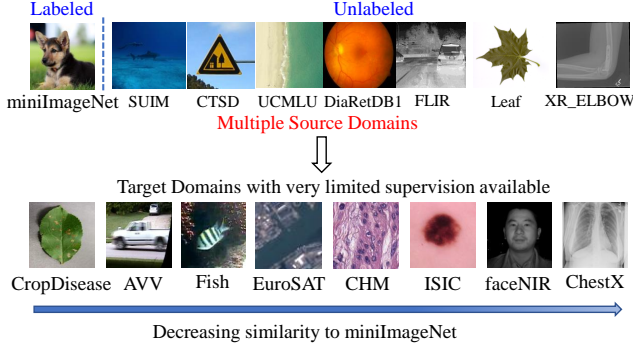 Labeled Unlabeled
miniImageNet SUIM CTSD UCMLU DiaRetDB1 FLIR Leaf XR_ELBOW
Multiple Source Domains
Target Domains with very limited supervision available
CropDisease AVV Fish EuroSAT CHM ISIC faceNIR ChestX
Decreasing similarity to miniImageNet